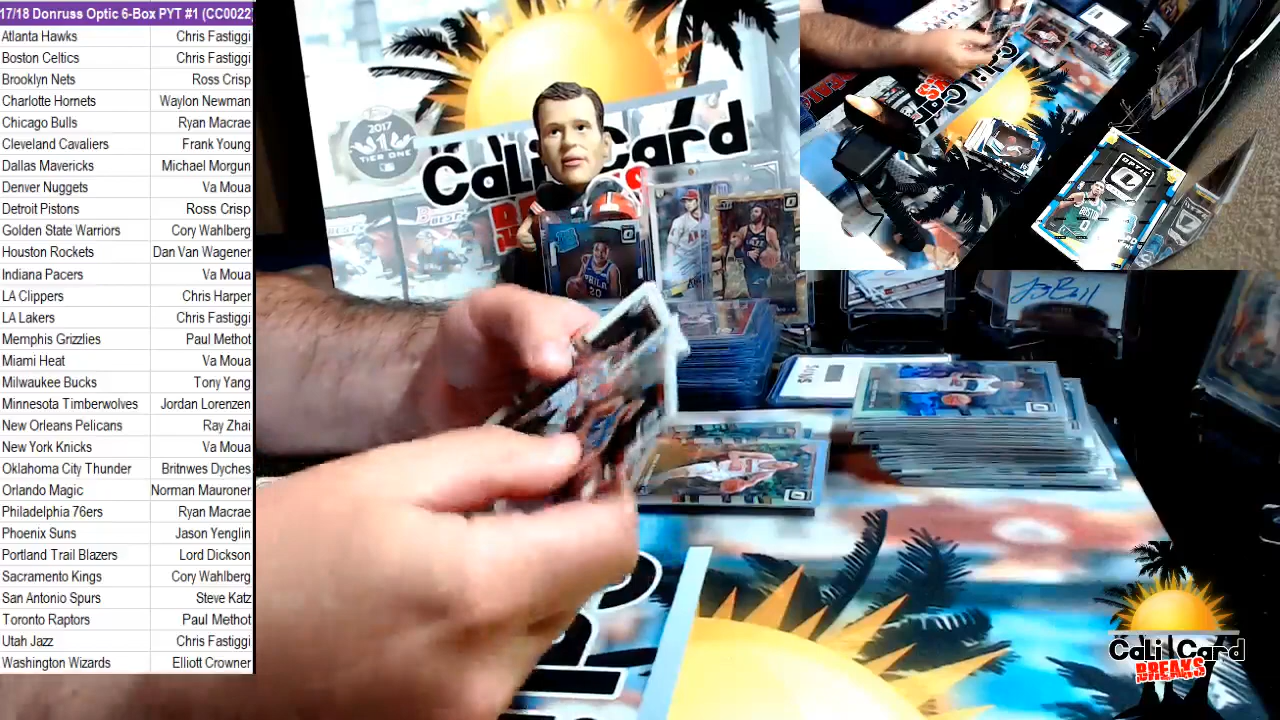 17/18 Donruss Optic 6-Box PYT #1 (CC0022
Atlanta Hawks Chris Fastiggi
Boston Celtics Chris Fastiggi
Brooklyn Nets Ross Crisp
Charlotte Hornets Waylon Newman
Chicago Bulls Ryan Macrae
Cleveland Cavaliers Frank Young
Dallas Mavericks Michael Morgun
Denver Nuggets Va Moua
Detroit Pistons Ross Crisp
Golden State Warriors Cory Wahlberg
Houston Rockets Dan Van Wagener
Indiana Pacers Va Moua
LA Clippers Chris Harper
LA Lakers Chris Fastiggi
Memphis Grizzlies Paul Methot
Miami Heat Va Moua
Milwaukee Bucks Tony Yang
Minnesota Timberwolves Jordan Lorenzen
New Orleans Pelicans Ray Zhai
New York Knicks Va Moua
Oklahoma City Thunder Britnwes Dyches
Orlando Magic Norman Mauroner
Philadelphia 76ers Ryan Macrae
Phoenix Suns Jason Yenglin
Portland Trail Blazers Lord Dickson
Sacramento Kings Cory Wahlberg
San Antonio Spurs Steve Katz
Toronto Raptors Paul Methot
Utah Jazz Chris Fastiggi
Washington Wizards Elliott Crowner
2017
TIER ONE
Cali Card
PHILA
20
OPTIC
BOSTON
Cali Card
BREAKS